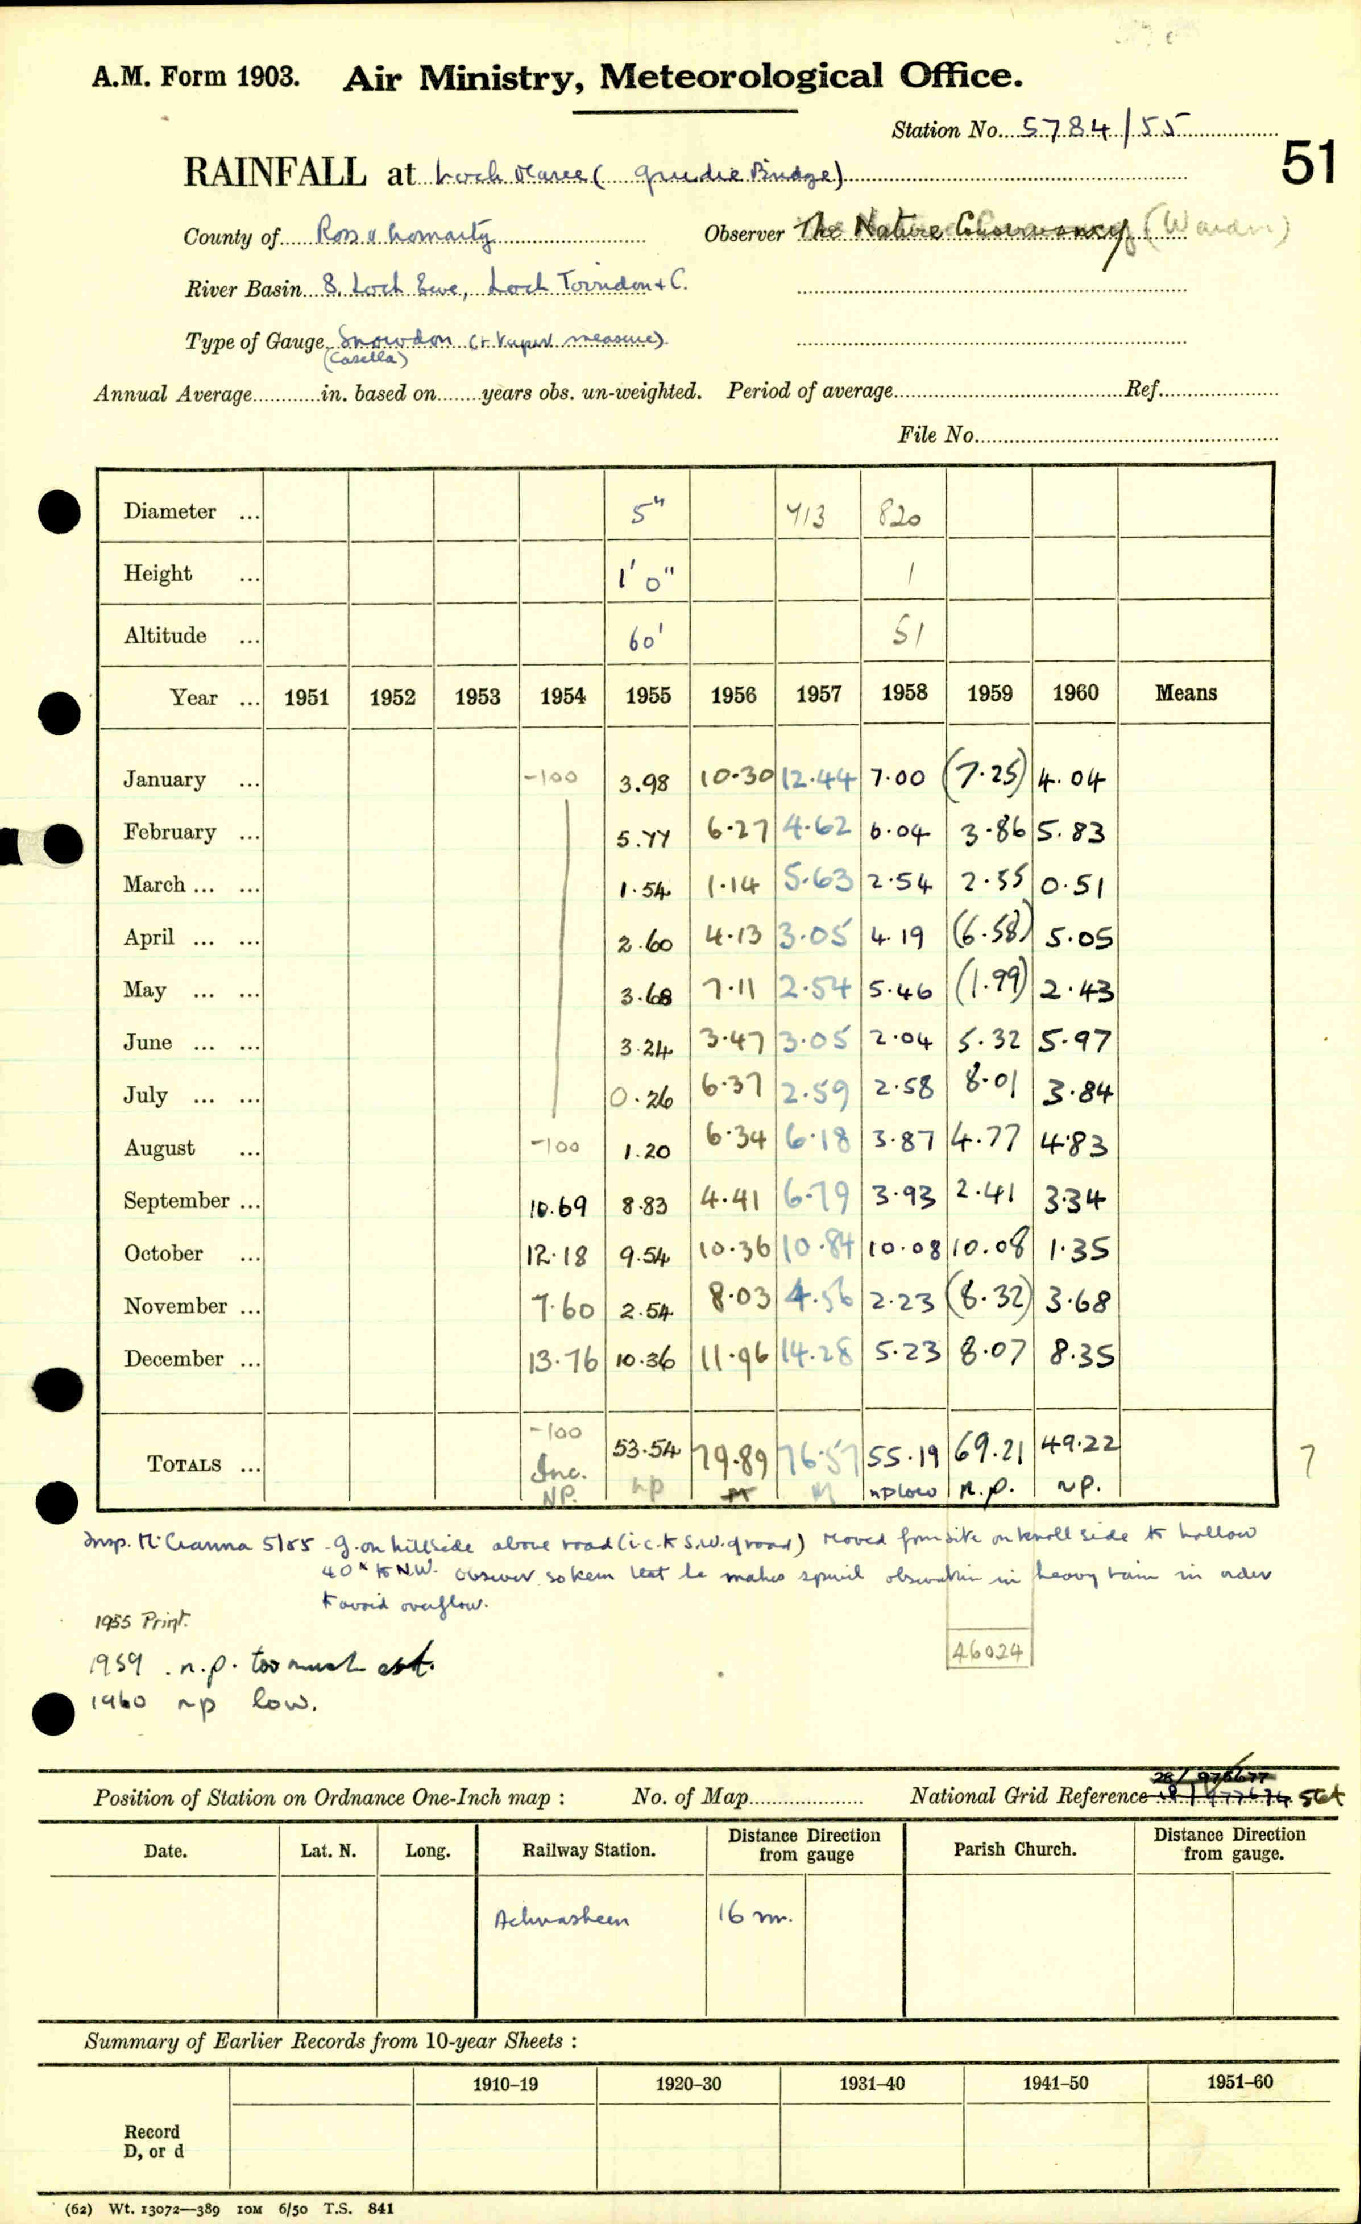 A.M. Form 1903. Air Ministry, Meteorological Office.
Station No. 5784/55
51
RAINFALL at Loch Maree ( Grudie Bridge)
County of Ross & Cromarty Observer The Nature Conservancy (Warden)
River Basin 8. Loch Ewe, Loch Torridon & C.
Type of Gauge Snowdon (+ taper measure).
(Casella)
Annual Average in. based on years obs. un-weighted. Period of average Ref.
File No.
Diameter ... 5" 413 820
Height ... 1' 0" 1
Altitude ... 60' 51
Year ... 1951 1952 1953 1954 1955 1956 1957 1958 1959 1960 Means
January ... -100 3.98 10.30 12.44 7.00 (7.25) 4.04
February ... 5.77 6.27 4.62 6.04 3.86 5.83
March ... ... 1.54 1.14 5.63 2.54 2.55 0.51
April ... ... 2.60 4.13 3.05 4.19 (6.58) 5.05
May ... ... 3.68 7.11 2.54 5.46 (1.99) 2.43
June ... ... 3.24 3.47 3.05 2.04 5.32 5.97
July ... ... 0.26 6.37 2.59 2.58 8.01 3.84
August ... -100 1.20 6.34 6.18 3.87 4.77 4.83
September ... 10.69 8.83 4.41 6.79 3.93 2.41 3.34
October ... 12.18 9.54 10.36 10.84 10.08 10.08 1.35
November ... 7.60 2.54 8.03 4.56 2.23 (8.32) 3.68
December ... 13.76 10.36 11.96 14.28 5.23 8.07 8.35
-100
TOTALS ... Inc. 53.54 79.89 76.57 55.19 69.21 49.22 7
NP. np M np low n.p. np.
Insp. 5/55 - g. on hillside above road (i.e. to S.W. of road) Moved from site on knoll side to hollow
40 x to N.W. Observer so keen that he makes special observation in heavy rain in order
to avoid overflow.
1955 Print.
46024
1959 . n.p. too much est.
1960 np low.
Position of Station on Ordnance One-Inch map : No. of Map National Grid Reference 28/ 975677
18/977674
Date. Lat. N. Long. Railway Station. Distance from gauge Direction Parish Church. Distance Direction from gauge.
Achnasheen 16 m.
Summary of Earlier Records from 10-year Sheets :
1910-19 1920-30 1931-40 1941-50 1951-60
Record
D, or d
(62) Wt. 13072—389 10M 6/50 T.S. 841